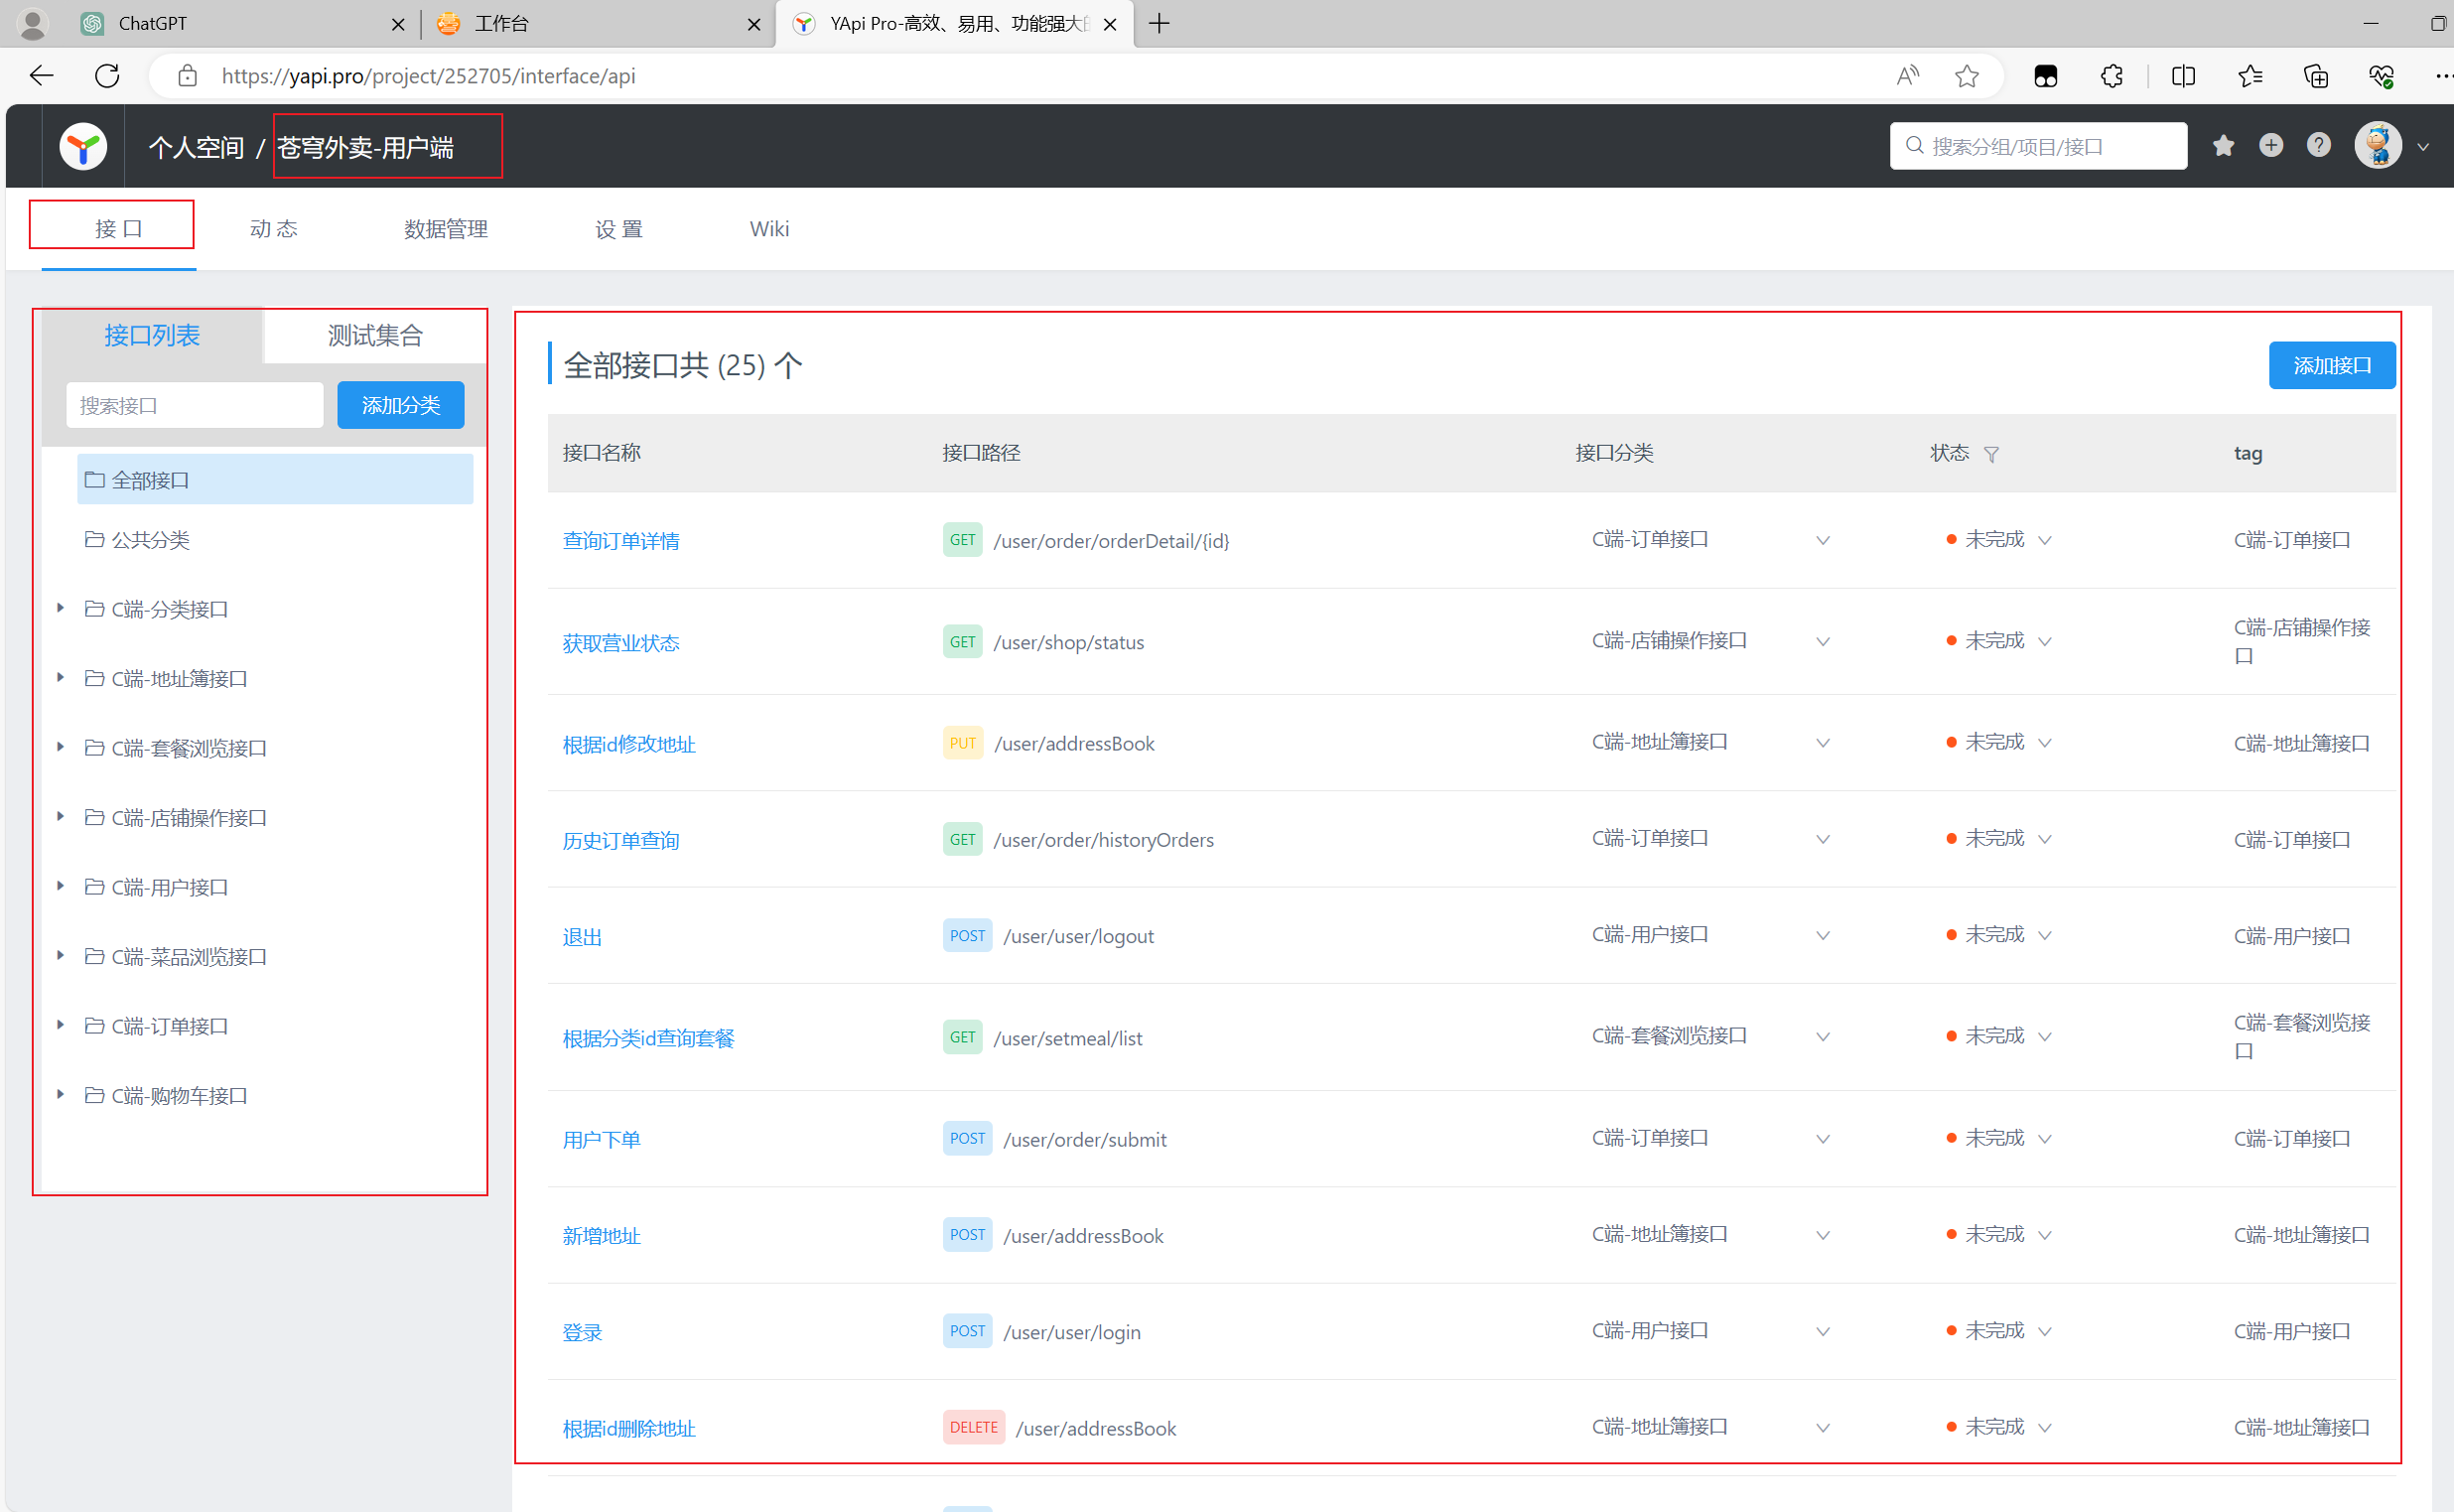 ChatGPT
工作台
YApi Pro-高效、易用、功能强大的
https://yapi.pro/project/252705/interface/api
个人空间 / 苍穹外卖-用户端
搜索分组/项目/接口
接 口 动 态 数据管理 设 置 Wiki
接口列表 测试集合
搜索接口 添加分类
全部接口
公共分类
C端-分类接口
C端-地址簿接口
C端-套餐浏览接口
C端-店铺操作接口
C端-用户接口
C端-菜品浏览接口
C端-订单接口
C端-购物车接口
全部接口共 (25) 个
添加接口
接口名称 接口路径 接口分类 状态 tag
查询订单详情 GET /user/order/orderDetail/{id} C端-订单接口 未完成 C端-订单接口
获取营业状态 GET /user/shop/status C端-店铺操作接口 未完成 C端-店铺操作接
口
根据id修改地址 PUT /user/addressBook C端-地址簿接口 未完成 C端-地址簿接口
历史订单查询 GET /user/order/historyOrders C端-订单接口 未完成 C端-订单接口
退出 POST /user/user/logout C端-用户接口 未完成 C端-用户接口
根据分类id查询套餐 GET /user/setmeal/list C端-套餐浏览接口 未完成 C端-套餐浏览接
口
用户下单 POST /user/order/submit C端-订单接口 未完成 C端-订单接口
新增地址 POST /user/addressBook C端-地址簿接口 未完成 C端-地址簿接口
登录 POST /user/user/login C端-用户接口 未完成 C端-用户接口
根据id删除地址 DELETE /user/addressBook C端-地址簿接口 未完成 C端-地址簿接口